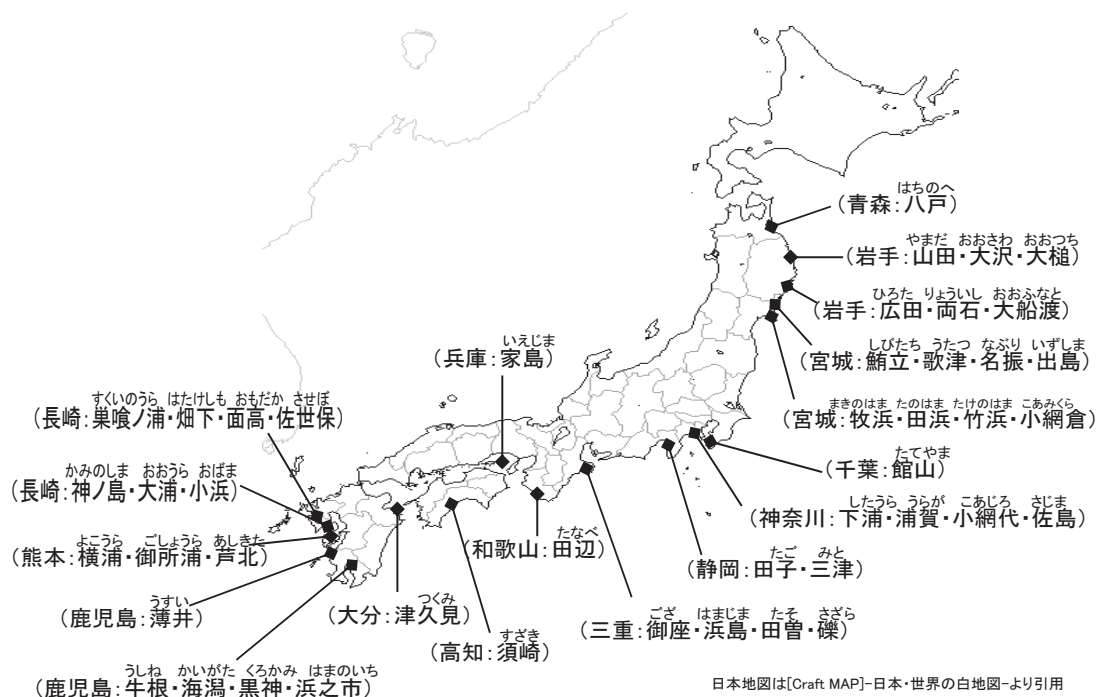 はちのへ
(青森:八戸)
やまだ おおさわ おおつち
(岩手:山田・大沢・大槌)
ひろた りょういし おおふなと
(岩手:広田・両石・大船渡)
しびたち うたつ なぶり いずしま
(宮城:鮪立・歌津・名振・出島)
まきのはま たのはま たけのはま こあみくら
(宮城:牧浜・田浜・竹浜・小網倉)
たてやま
(千葉:館山)
したうら うらが こあじろ さじま
(神奈川:下浦・浦賀・小網代・佐島)
たご みと
(静岡:田子・三津)
ござ はまじま たそ さざら
(三重:御座・浜島・田曽・礫)
いえじま
(兵庫:家島)
たなべ
(和歌山:田辺)
すざき
(高知:須崎)
つくみ
(大分:津久見)
すくいのうら はたけしも おもだか させぼ
(長崎:巣喰ノ浦・畑下・面高・佐世保)
かみのしま おおうら おばま
(長崎:神ノ島・大浦・小浜)
よこうら ごしょうら あしきた
(熊本:横浦・御所浦・芦北)
うすい
(鹿児島:薄井)
うしね かいがた くろかみ はまのいち
(鹿児島:牛根・海潟・黒神・浜之市)
日本地図は[Craft MAP]-日本・世界の白地図-より引用